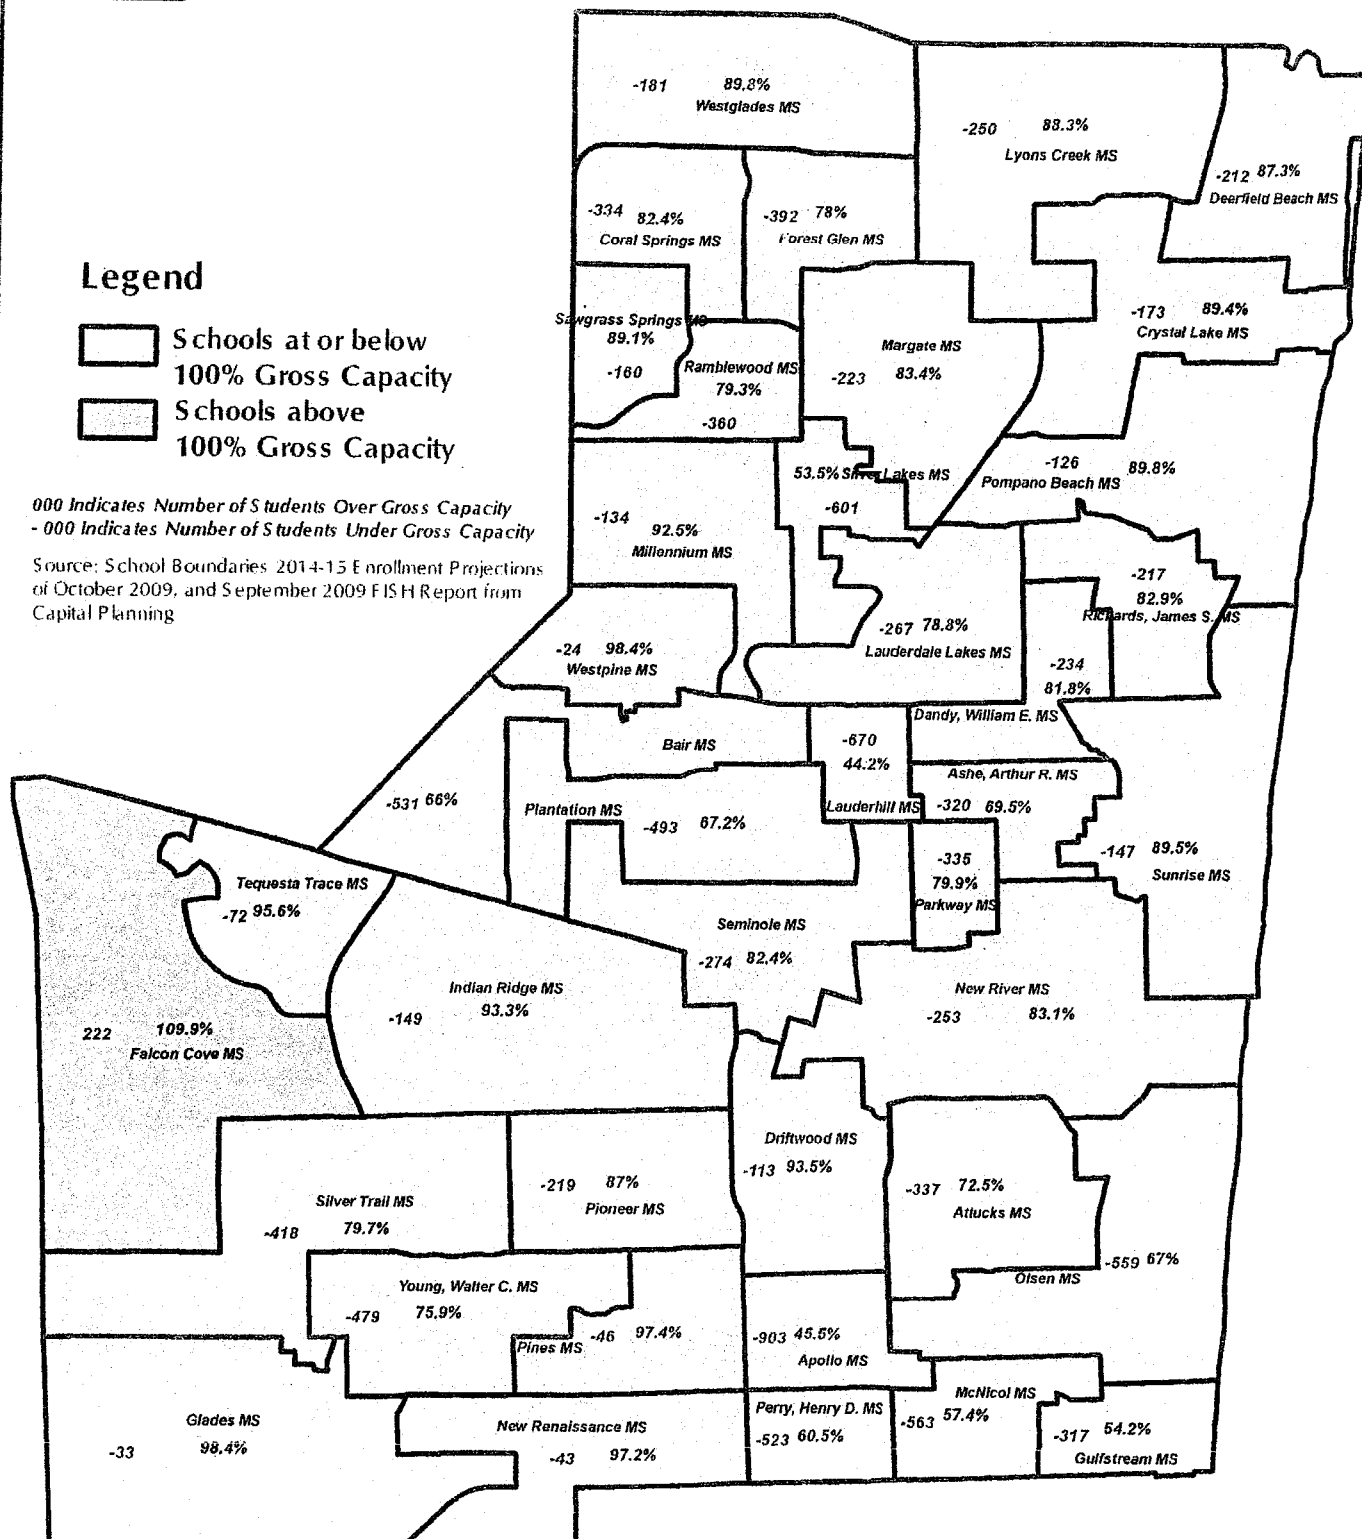 -181 89.8%
Westglades MS
-250 88.3%
Lyons Creek MS
-212 87.3%
Deerfield Beach MS
-334 82.4%
Coral Springs MS
-392 78%
Forest Glen MS
Legend
Schools at or below
100% Gross Capacity
Schools above
100% Gross Capacity
000 Indicates Number of Students Over Gross Capacity
- 000 Indicates Number of Students Under Gross Capacity
Source: School Boundaries 2014-15 Enrollment Projections
of October 2009, and September 2009 FISH Report from
Capital Planning
Sawgrass Springs MS
89.1%
-160
Ramblewood MS
79.3%
-360
Margate MS
-223 83.4%
-173 89.4%
Crystal Lake MS
-126 89.8%
Pompano Beach MS
53.5% Silver Lakes MS
-601
-134 92.5%
Millennium MS
-217
82.9%
Richards, James S. MS
-267 78.8%
Lauderdale Lakes MS
-24 98.4%
Westpine MS
-234
81.8%
Dandy, William E. MS
Bair MS
-531 66%
-670
44.2%
Lauderhill MS
Ashe, Arthur R. MS
-320 69.5%
Plantation MS
-493 67.2%
-147 89.5%
Sunrise MS
-335
79.9%
Parkway MS
Tequesta Trace MS
-72 95.6%
Seminole MS
-274 82.4%
Indian Ridge MS
-149 93.3%
New River MS
-253 83.1%
222 109.9%
Falcon Cove MS
Driftwood MS
-113 93.5%
-219 87%
Pioneer MS
-337 72.5%
Attucks MS
Silver Trail MS
-418 79.7%
-559 67%
Olsen MS
Young, Walter C. MS
-479 75.9%
-46 97.4%
Pines MS
-903 45.5%
Apollo MS
Perry, Henry D. MS
-523 60.5%
McNicol MS
-563 57.4%
-317 54.2%
Gulfstream MS
Glades MS
-33 98.4%
New Renaissance MS
-43 97.2%